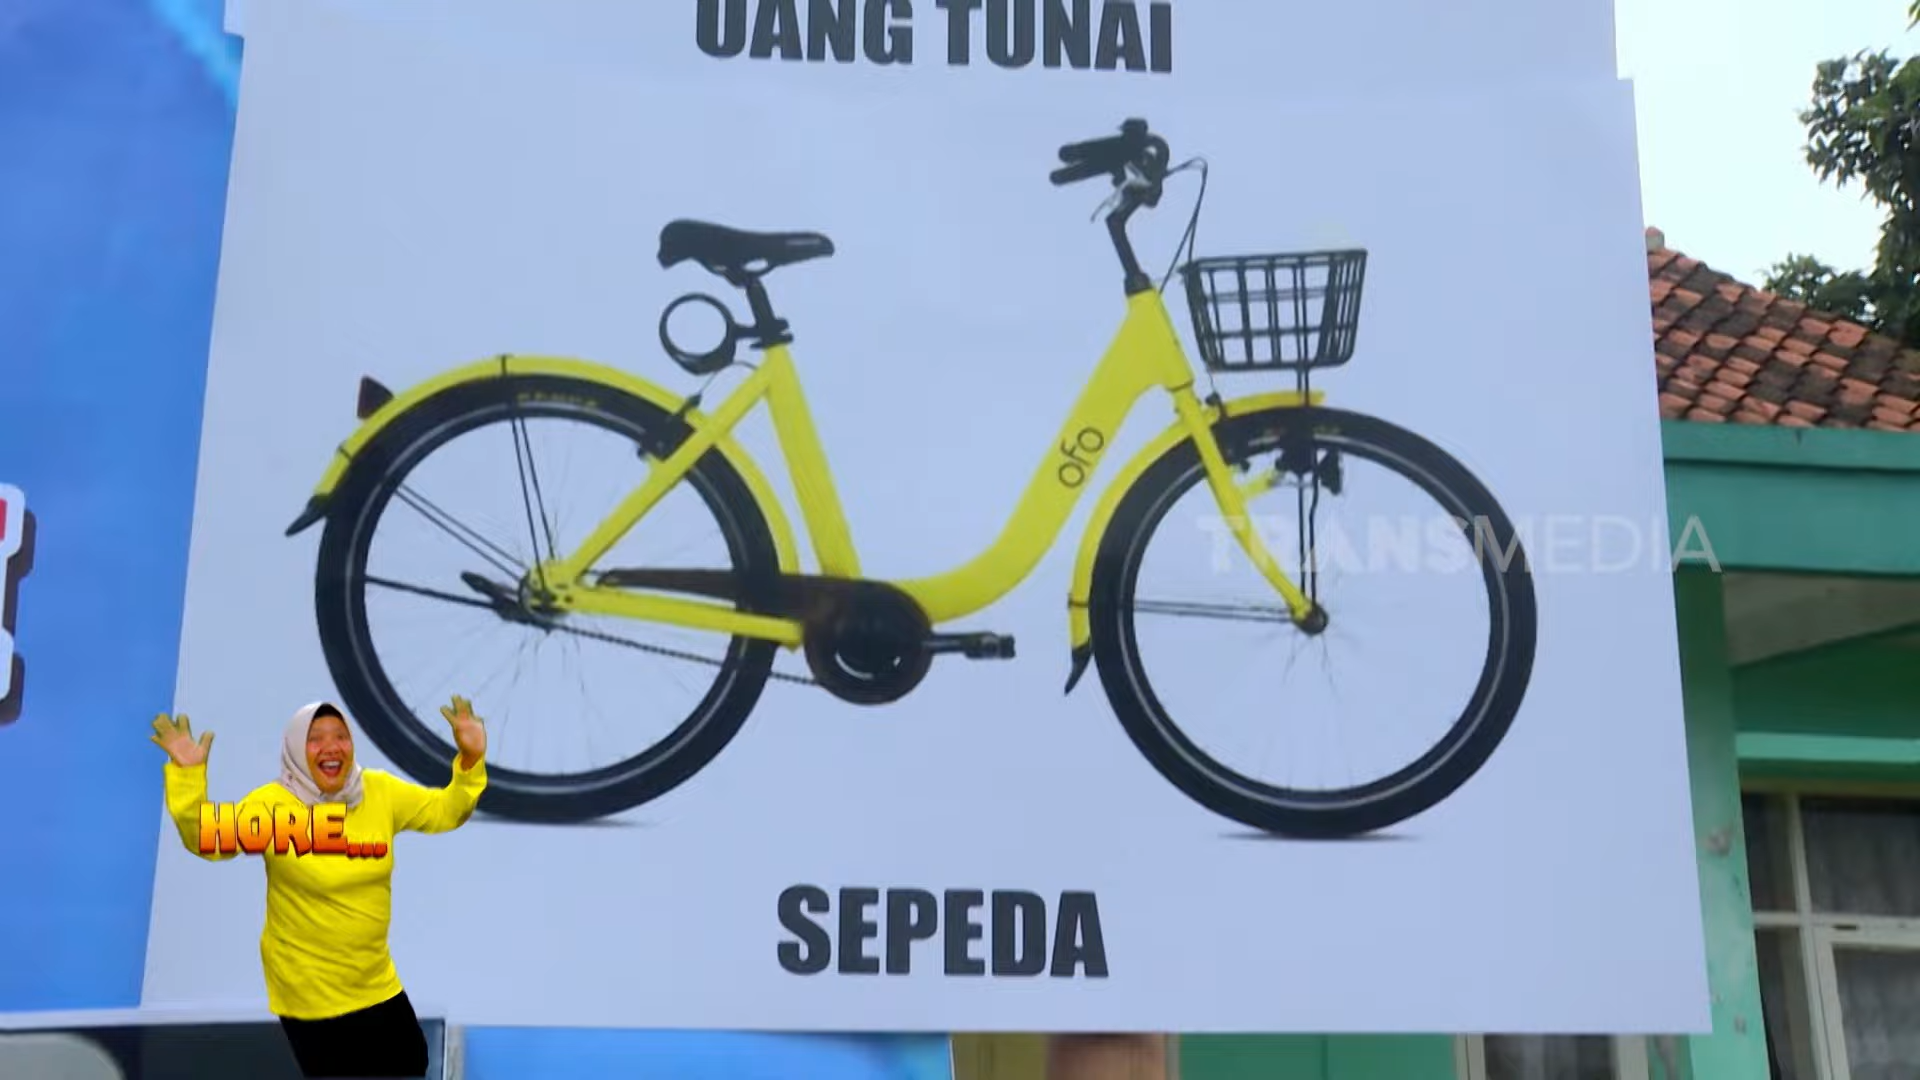 UANG TUNAI
ofo
TRANSMEDIA
HORE...
SEPEDA